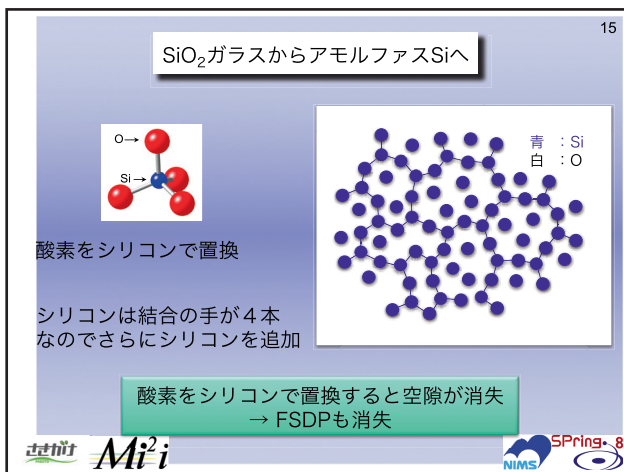 15
SiO₂ガラスからアモルファスSiへ
O→
Si→
青 : Si
白 : O
酸素をシリコンで置換
シリコンは結合の手が４本
なのでさらにシリコンを追加
酸素をシリコンで置換すると空隙が消失
→ FSDPも消失
さきがけ
Mi²i
NIMS
SPring. 8